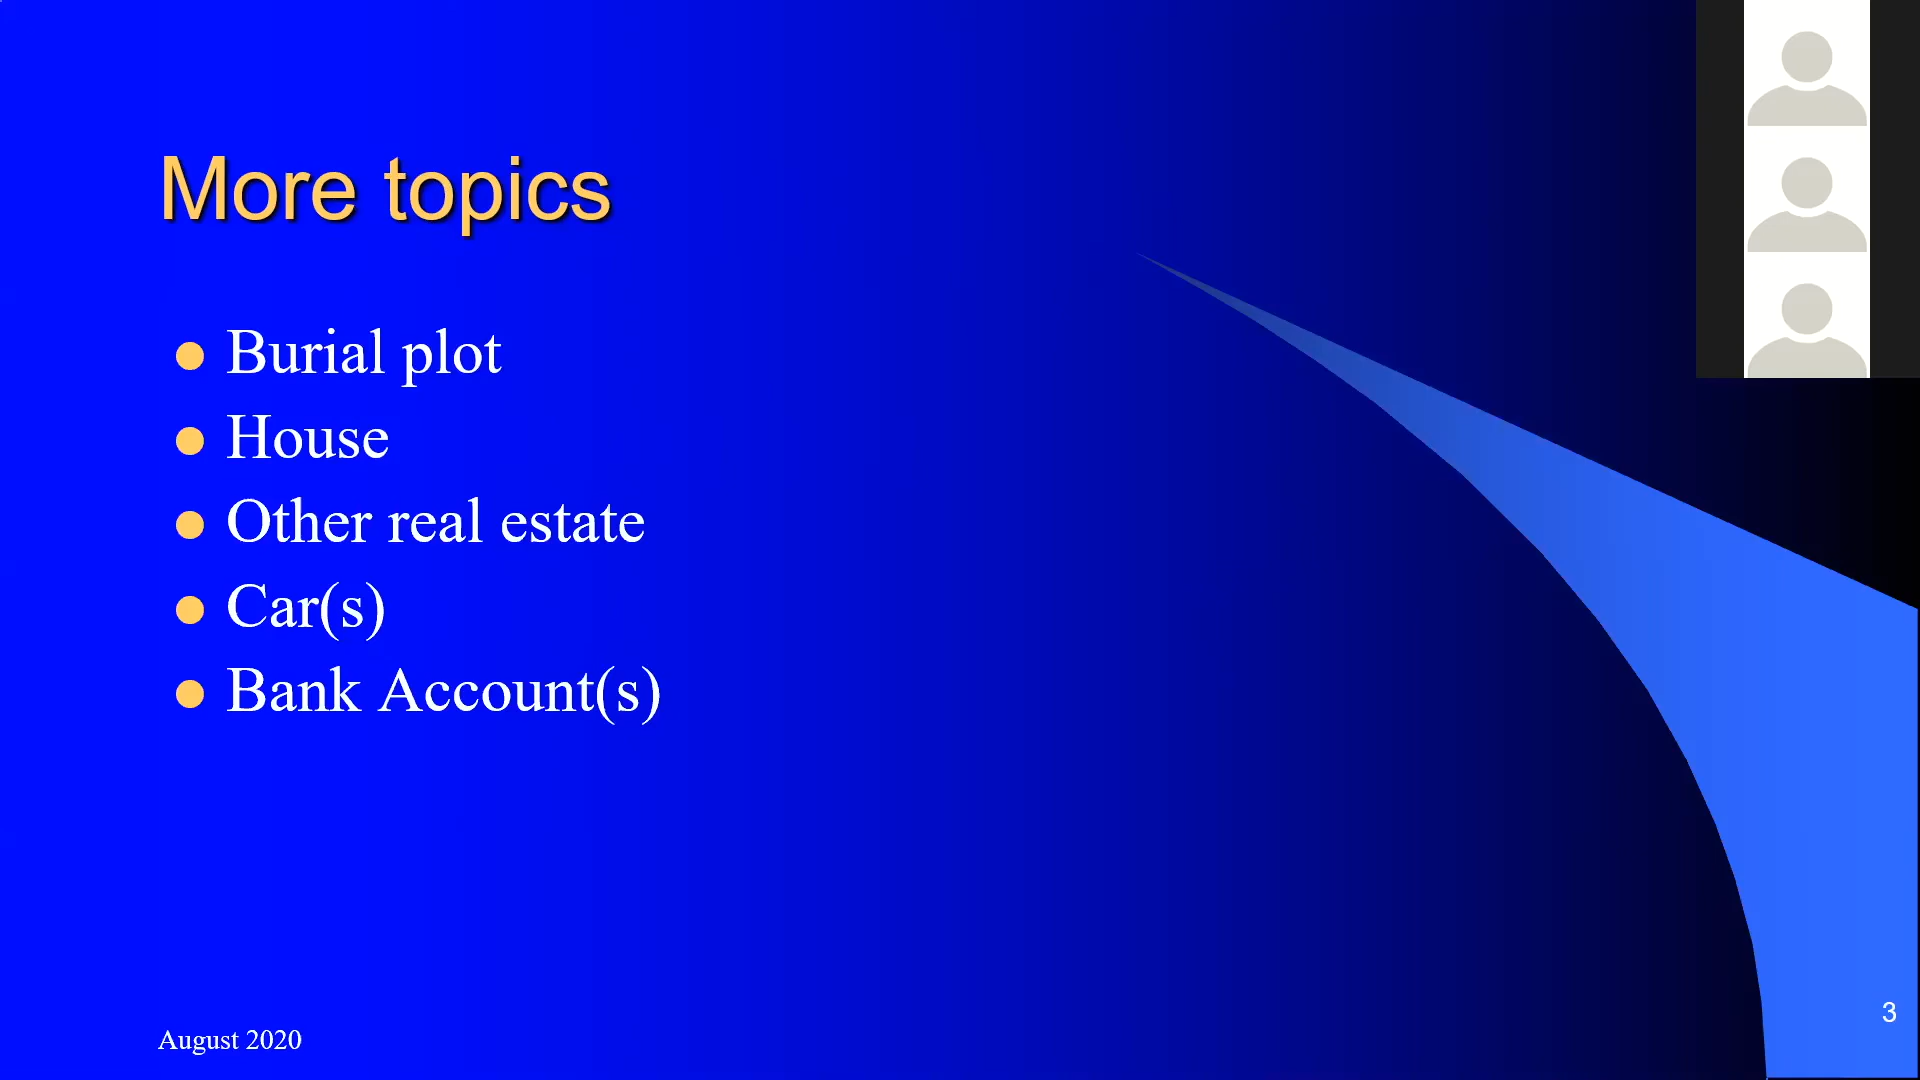 More topics
Burial plot
House
Other real estate
Car(s)
Bank Account(s)
August 2020
3